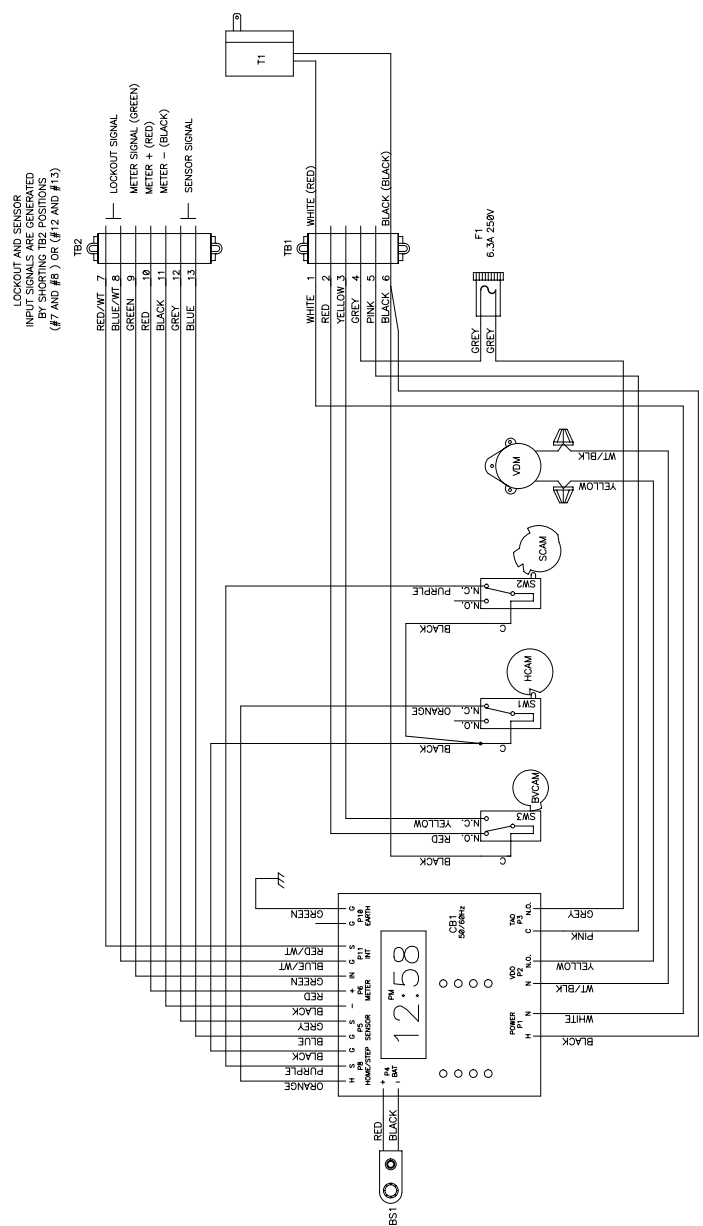 T1
LOCKOUT AND SENSOR
INPUT SIGNALS ARE GENERATED
BY SHORTING TB2 POSITIONS
(#7 AND #8 ) OR (#12 AND #13)
LOCKOUT SIGNAL
METER SIGNAL (GREEN)
METER + (RED)
METER – (BLACK)
SENSOR SIGNAL
TB2
7
8
9
10
11
12
13
RED/WT
BLUE/WT
GREEN
RED
BLACK
GREY
BLUE
WHITE (RED)
BLACK (BLACK)
TB1
1
2
3
4
5
6
WHITE
RED
YELLOW
GREY
PINK
BLACK
F1
6.3A 250V
GREY
GREY
VDM
WT/BLK
YELLOW
SCAM
SW2
N.C.
N.O.
PURPLE
C
BLACK
HCAM
SW1
N.C.
N.O.
ORANGE
C
BLACK
BVCAM
SW3
N.C.
N.O.
YELLOW
RED
C
BLACK
GREEN
RED/WT
BLUE/WT
GREEN
RED
BLACK
GREY
BLUE
BLACK
PURPLE
ORANGE
G
G
P10
EARTH
S
G
P11
INT
IN
+
–
P6
METER
S
G
P5
SENSOR
G
S
H
P8
HOME/STEP
CB1
50/60Hz
PM
12:58
+
–
P4
BAT
N.O.
C
TAO
P3
N.O.
N
VDO
P2
N
H
POWER
P1
GREY
PINK
YELLOW
WT/BLK
WHITE
BLACK
RED
BLACK
BS1